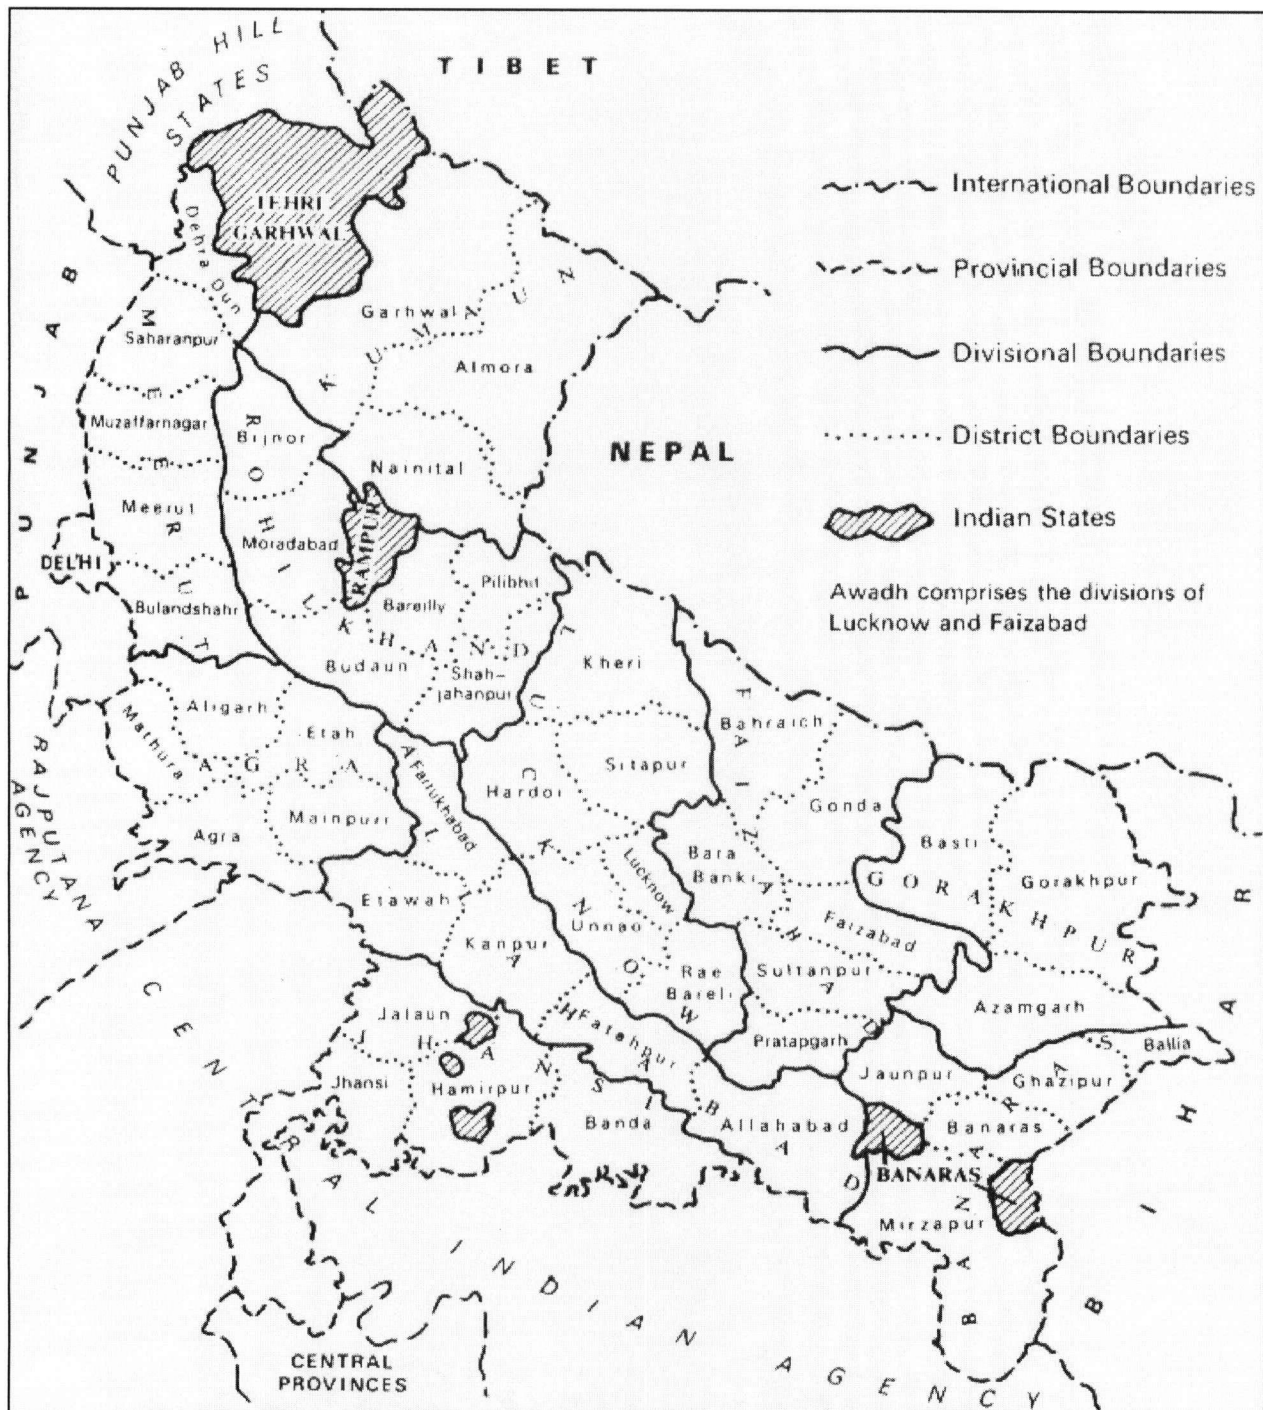 PUNJAB HILL
STATES
TIBET
TEHRI
GARHWAL
Dehra Dun
International Boundaries
Provincial Boundaries
Divisional Boundaries
District Boundaries
Indian States
Awadh comprises the divisions of
Lucknow and Faizabad
PUNJAB
MEERUT
Saharanpur
Muzaffarnagar
Meerut
DELHI
Bulandshahr
KUMAUN
Garhwal
Almora
Nainital
NEPAL
ROHILKHAND
Bijnor
Moradabad
RAMPUR
Pilibhit
Bareilly
Budaun
Shah-
jahanpur
RAJPUTANA
AGENCY
AGRA
Aligarh
Mathura
Etah
Agra
Mainpuri
LUCKNOW
Kheri
Sitapur
Hardoi
Lucknow
Unnao
Rae
Bareli
FAIZABAD
Bahraich
Gonda
Bara
Banki
Faizabad
Sultanpur
Pratapgarh
GORAKHPUR
Basti
Gorakhpur
Azamgarh
ALLAHABAD
Farrukhabad
Etawah
Kanpur
Fatehpur
Allahabad
JHANSI
Jalaun
Jhansi
Hamirpur
Banda
BANARAS
Jaunpur
Ghazipur
Ballia
Banaras
BANARAS
Mirzapur
BIHAR
CENTRAL INDIAN AGENCY
CENTRAL
PROVINCES